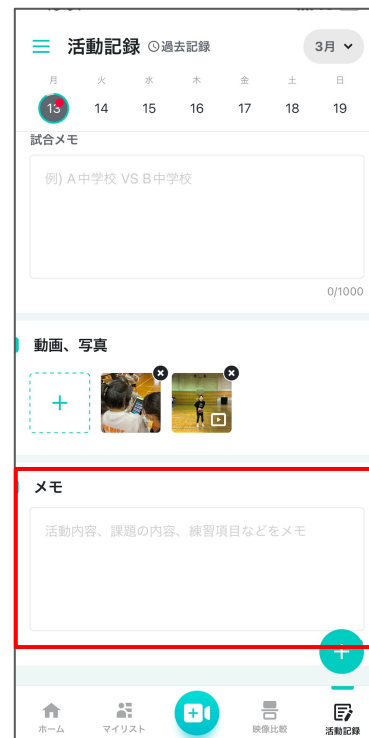 活動記録 過去記録 3月
月 火 水 木 金 土 日
13 14 15 16 17 18 19
試合メモ
例) A中学校 VS B中学校
0/1000
動画、写真
メモ
活動内容、課題の内容、練習項目などをメモ
ホーム マイリスト 映像比較 活動記録